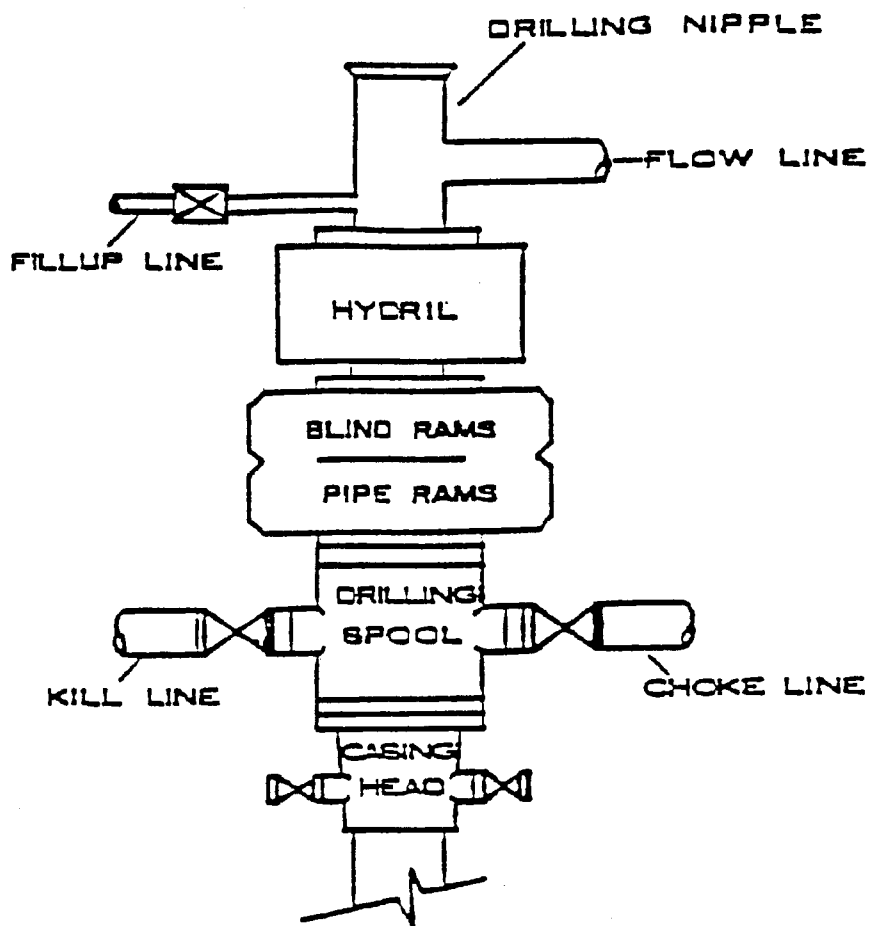 DRILLING NIPPLE
FLOW LINE
FILLUP LINE
HYDRIL
BLIND RAMS
PIPE RAMS
DRILLING
SPOOL
KILL LINE
CHOKE LINE
CASING
HEAD